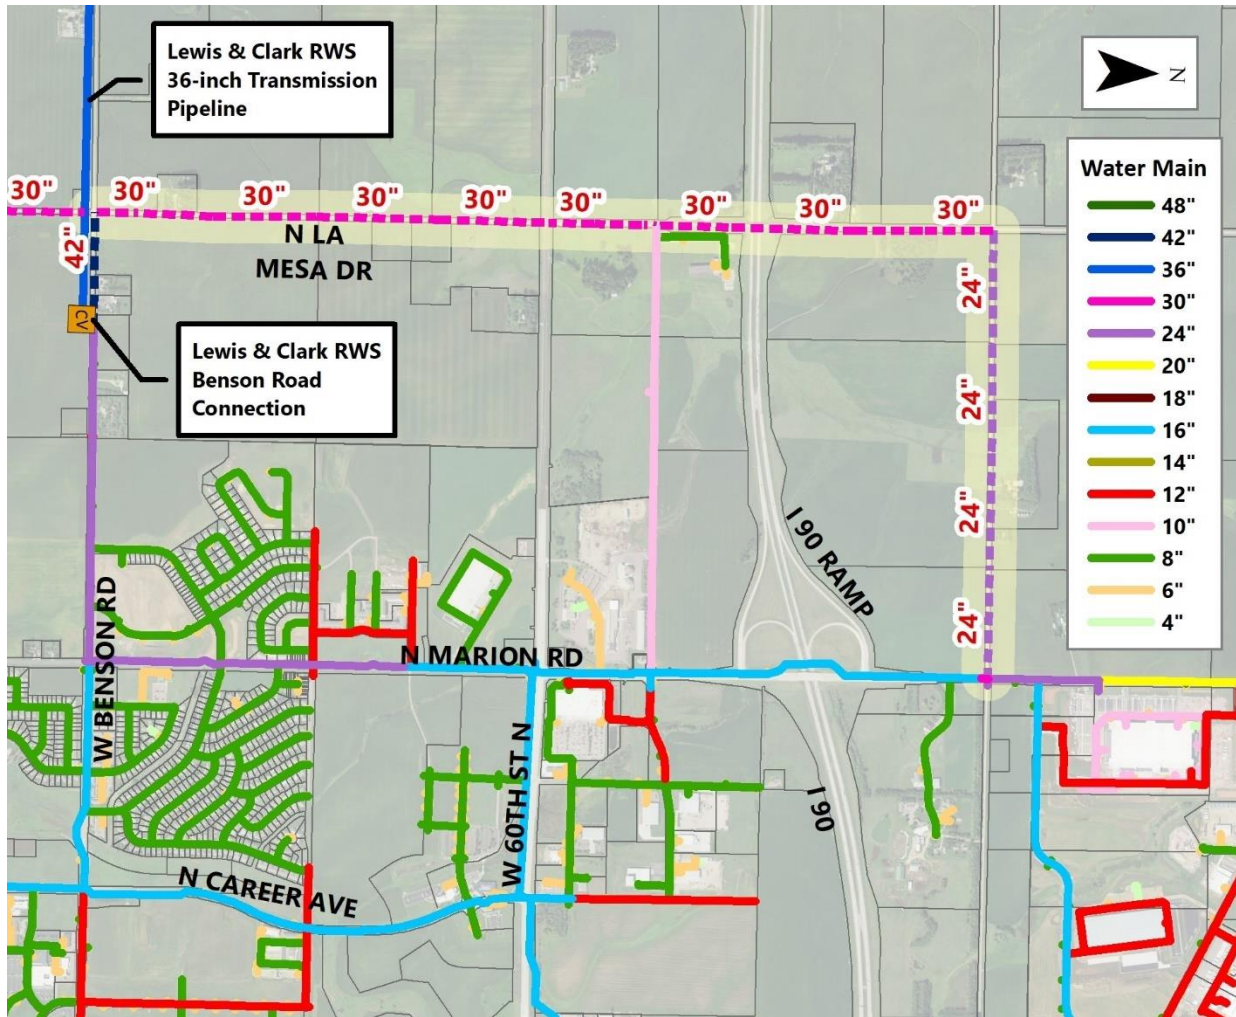 Lewis & Clark RWS
36-inch Transmission
Pipeline
N
Water Main
48"
42"
36"
30"
24"
20"
18"
16"
14"
12"
10"
8"
6"
4"
30" 30" 30" 30" 30" 30" 30" 30" 30"
42"
N LA
MESA DR
CV
Lewis & Clark RWS
Benson Road
Connection
24"
24"
24"
24"
I 90 RAMP
W BENSON RD
N MARION RD
W 60TH ST N
I 90
N CAREER AVE